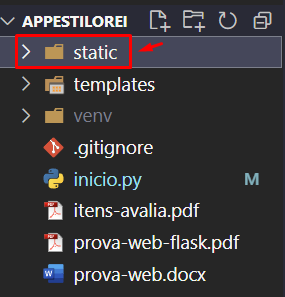 APPESTILOREI
static
templates
venv
.gitignore
inicio.py M
itens-avalia.pdf
prova-web-flask.pdf
prova-web.docx